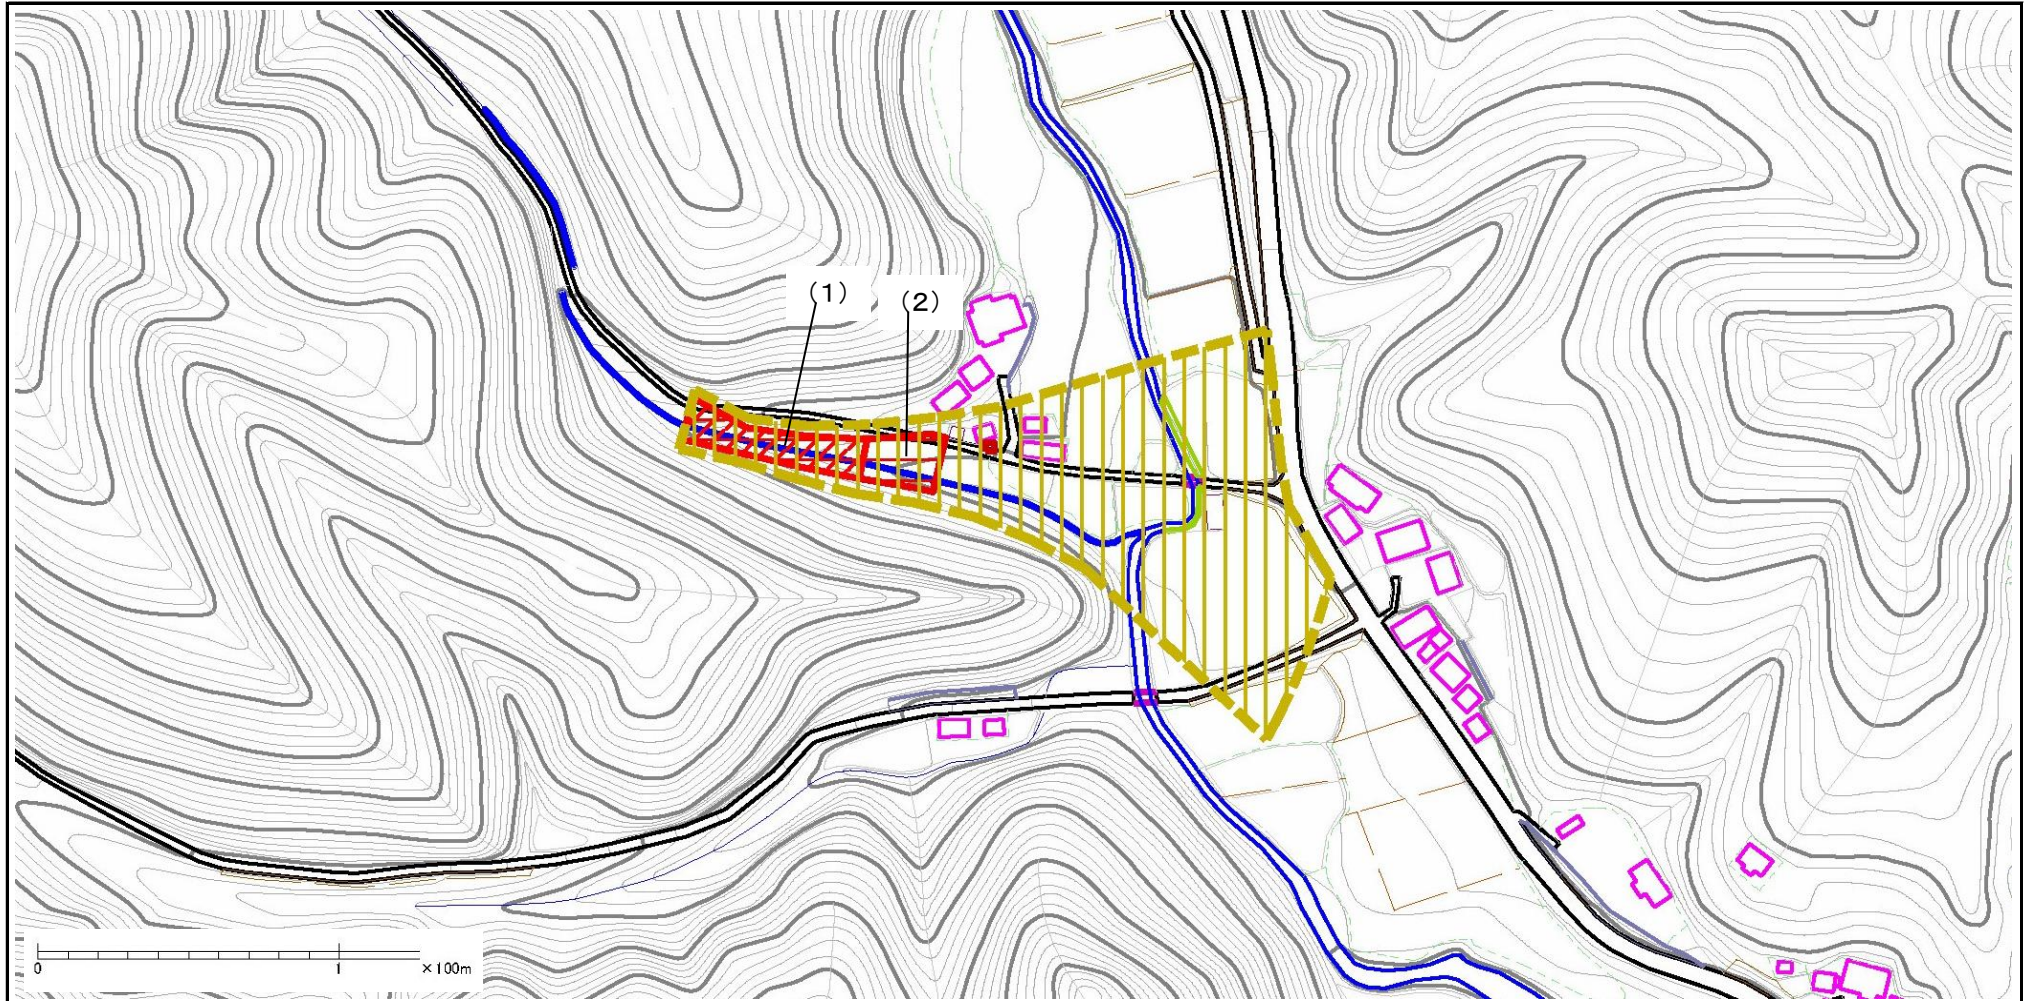 （1）
（2）
0 1 ×100m